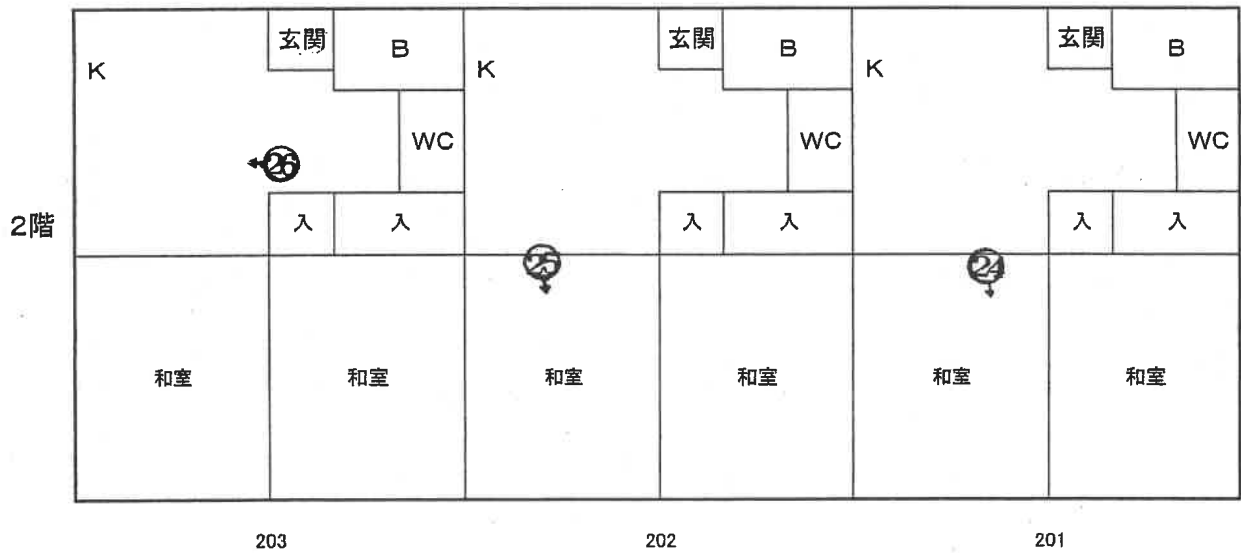 玄関 B 玄関 B 玄関 B
K K K
WC WC WC
㉖
2階
入 入 入 入 入 入
㉕ ㉔
和室 和室 和室 和室 和室 和室
203 202 201